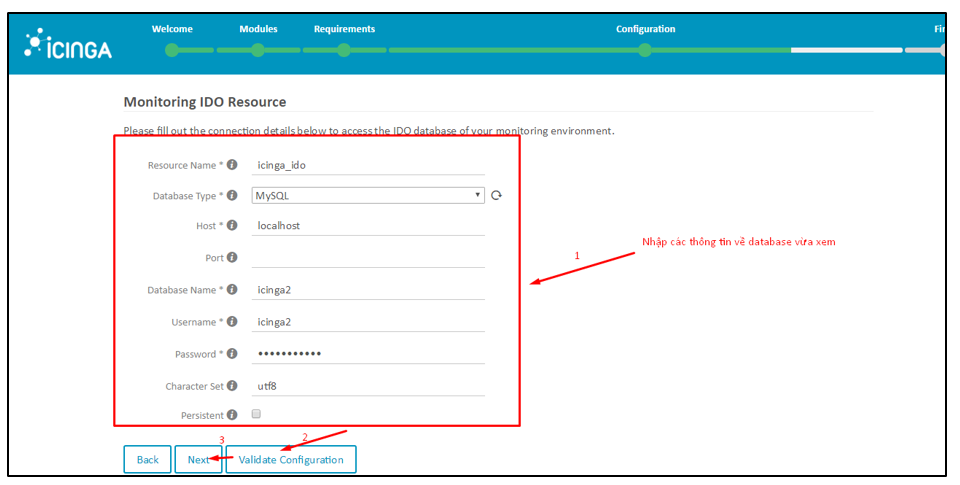 Welcome Modules Requirements Configuration Fin
ICINGA
Monitoring IDO Resource
Please fill out the connection details below to access the IDO database of your monitoring environment.
Resource Name * icinga_ido
Database Type * MySQL
Host * localhost
Nhập các thông tin về database vừa xem
1
Port
Database Name * icinga2
Username * icinga2
Password * •••••••••••
Character Set utf8
Persistent
3 2
Back Next Validate Configuration